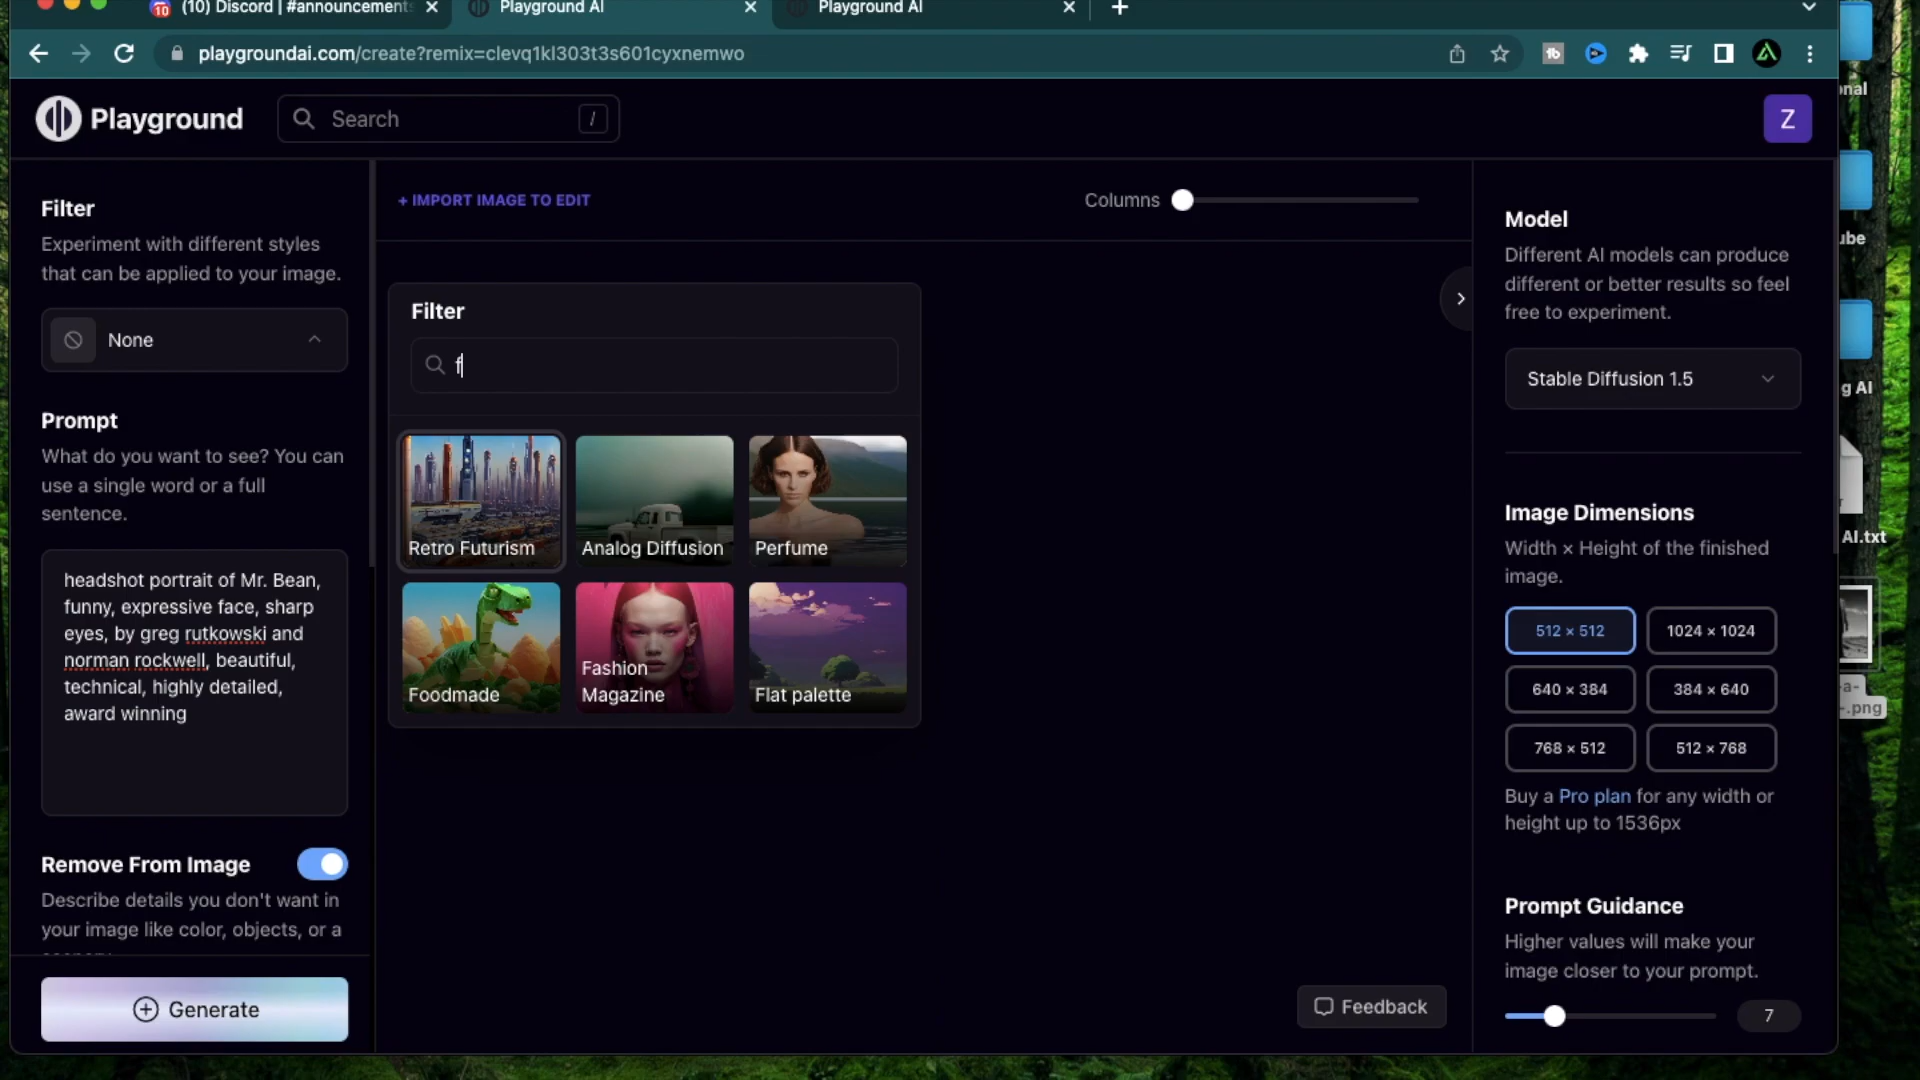 (10) Discord | #announcements
Playground AI
Playground AI
10
playgroundai.com/create?remix=clevq1kl303t3s601cyxnemwo
Playground
Search
/
Z
Filter
Experiment with different styles
that can be applied to your image.
None
Prompt
What do you want to see? You can
use a single word or a full
sentence.
headshot portrait of Mr. Bean,
funny, expressive face, sharp
eyes, by greg rutkowski and
norman rockwell, beautiful,
technical, highly detailed,
award winning
Remove From Image
Describe details you don't want in
your image like color, objects, or a
Generate
+ IMPORT IMAGE TO EDIT
Columns
Filter
f
Retro Futurism
Analog Diffusion
Perfume
Foodmade
Fashion
Magazine
Flat palette
Feedback
Model
Different AI models can produce
different or better results so feel
free to experiment.
Stable Diffusion 1.5
Image Dimensions
Width × Height of the finished
image.
512 × 512
1024 × 1024
640 × 384
384 × 640
768 × 512
512 × 768
Buy a Pro plan for any width or
height up to 1536px
Prompt Guidance
Higher values will make your
image closer to your prompt.
7
onal
ube
g AI
AI.txt
-a-
-.png